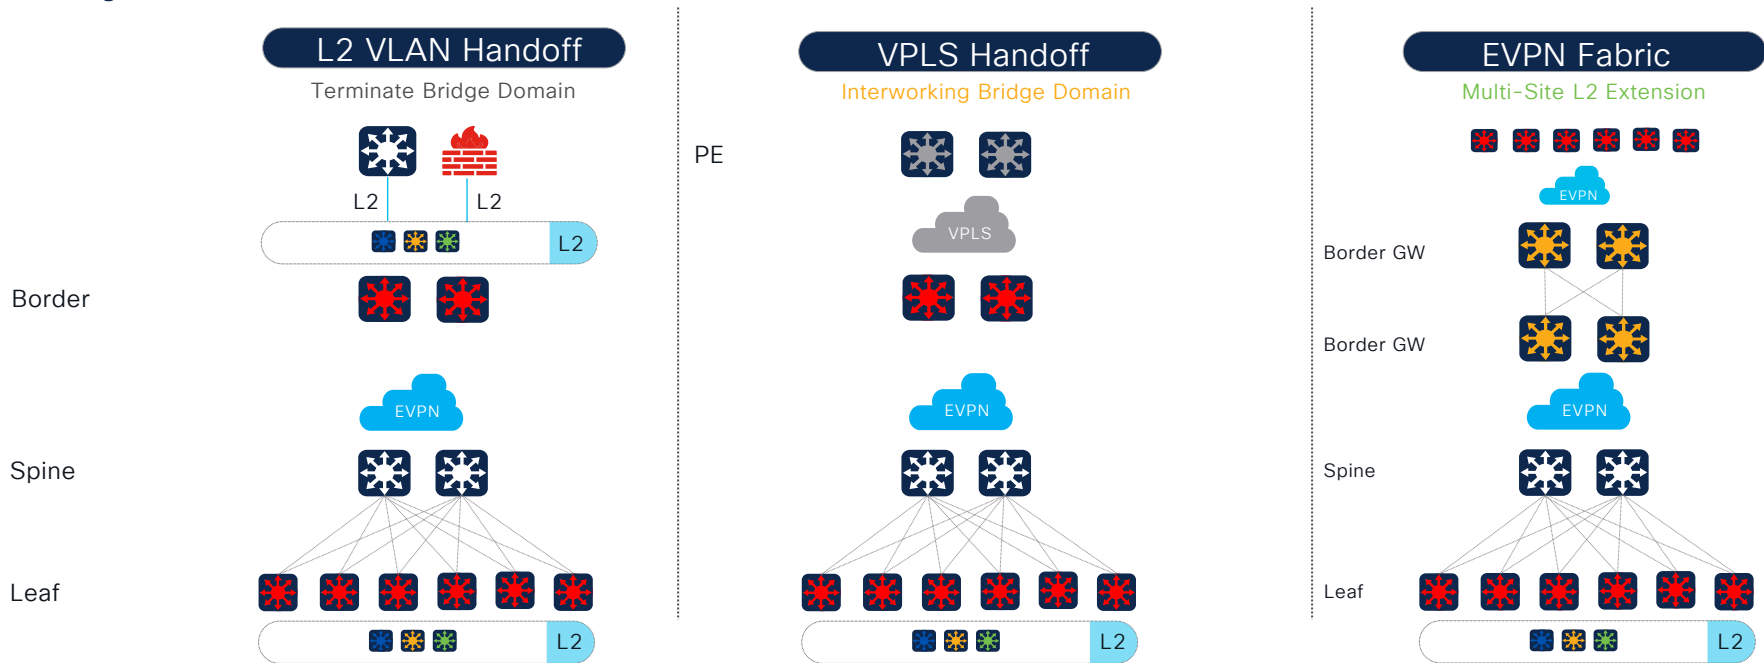 L2 VLAN Handoff
Terminate Bridge Domain
L2
L2
L2
Border
EVPN
Spine
Leaf
L2
VPLS Handoff
Interworking Bridge Domain
PE
VPLS
EVPN
L2
EVPN Fabric
Multi-Site L2 Extension
EVPN
Border GW
Border GW
EVPN
Spine
Leaf
L2